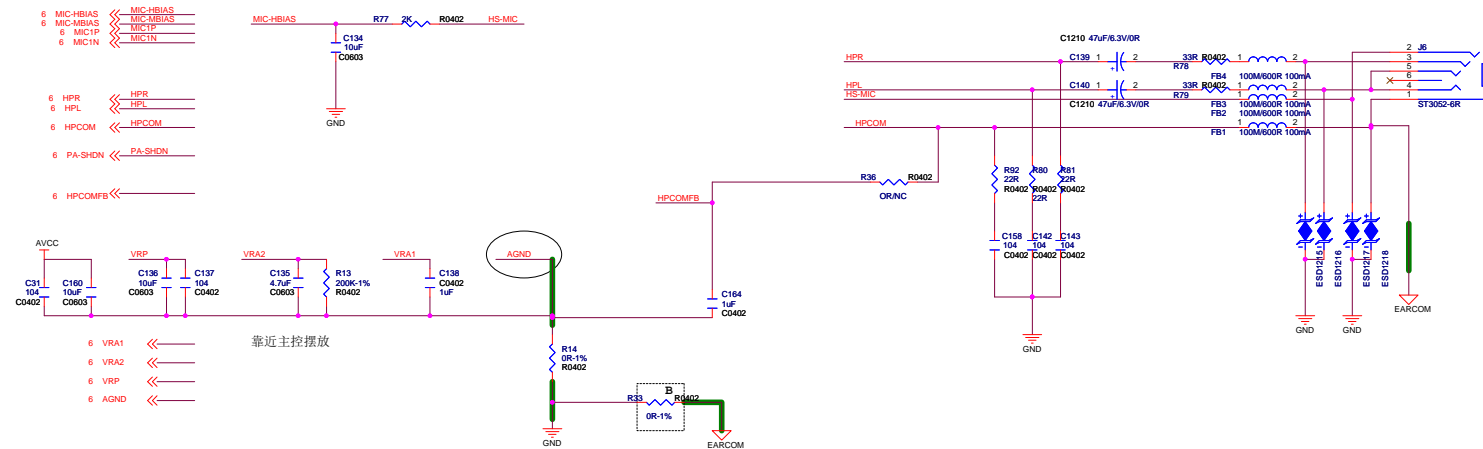 6 MIC-HBIAS MIC-HBIAS
6 MIC-MBIAS MIC-MBIAS
6 MIC1P MIC1P
6 MIC1N MIC1N
6 HPR HPR
6 HPL HPL
6 HPCOM HPCOM
6 PA-SHDN PA-SHDN
6 HPCOMFB
MIC-HBIAS R77 2K R0402 HS-MIC
C134
10uF
C0603
GND
C1210 47uF/6.3V/0R
HPR C139 1 2 33R R0402 1 2
+ R78
FB4 100M/600R 100mA
HPL C140 1 2 33R R0402 1 2
HS-MIC + R79 1 2
C1210 47uF/6.3V/0R FB3 100M/600R 100mA
FB2 100M/600R 100mA
HPCOM 1 2
FB1 100M/600R 100mA
2 J6
3
5
6
4
1
ST3052-6R
R36 R0402
OR/NC
HPCOMFB
R92
22R
R0402
R80
R0402
22R
R81
22R
R0402
C158
104
C0402
C142
104
C0402
C143
104
C0402
GND
ESD1215
ESD1216
ESD1217
ESD1218
GND
GND
EARCOM
AVCC
C31
104
C0402
C160
10uF
C0603
VRP
C136
10uF
C0603
C137
104
C0402
VRA2
C135
4.7uF
C0603
R13
200K-1%
R0402
VRA1
C138
C0402
1uF
AGND
C164
1uF
C0402
靠近主控摆放
6 VRA1
6 VRA2
6 VRP
6 AGND
R14
0R-1%
R0402
B
R33 R0402
0R-1%
GND
EARCOM